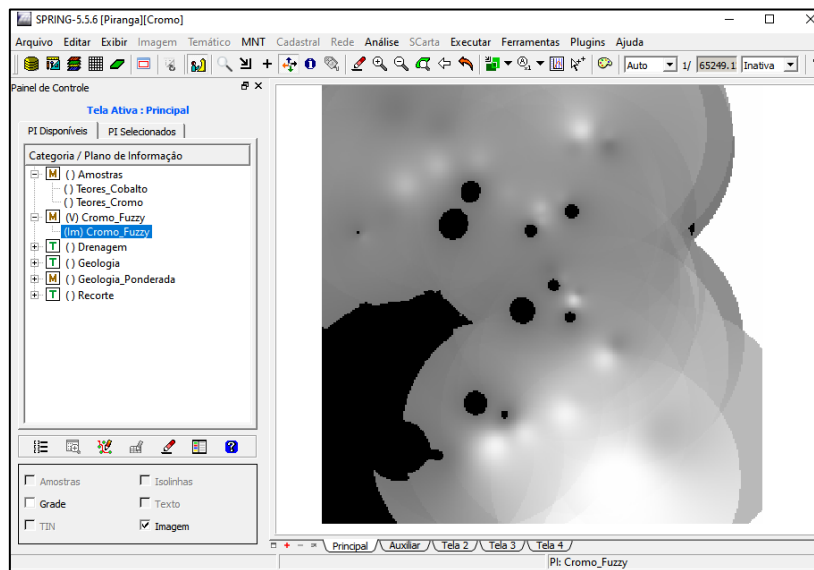 SPRING-5.5.6 [Piranga][Cromo]
Arquivo Editar Exibir Imagem Temático MNT Cadastral Rede Análise SCarta Executar Ferramentas Plugins Ajuda
Auto 1/ 65249.1 Inativa
Painel de Controle
Tela Ativa : Principal
PI Disponíveis PI Selecionados
Categoria / Plano de Informação
M () Amostras
() Teores_Cobalto
() Teores_Cromo
M (V) Cromo_Fuzzy
(Im) Cromo_Fuzzy
T () Drenagem
T () Geologia
M () Geologia_Ponderada
T () Recorte
Amostras Isolinhas
Grade Texto
TIN Imagem
Principal Auxiliar Tela 2 Tela 3 Tela 4
PI: Cromo_Fuzzy